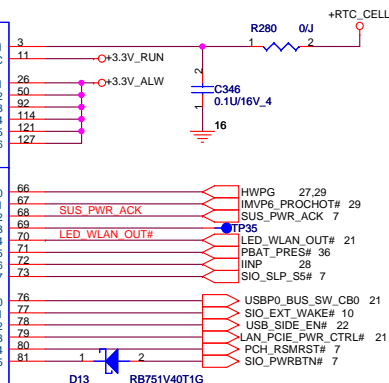 +RTC_CELL
R280 0/J
3 1 2
11 +3.3V_RUN
26 +3.3V_ALW
50
92
114
121
127
2
C346
1
0.1U/16V_4
16
66 HWPG 27,29
67 IMVP6_PROCHOT# 29
68 SUS_PWR_ACK SUS_PWR_ACK 7
69 TP35
70 LED_WLAN_OUT# LED_WLAN_OUT# 21
71 PBAT_PRES# 36
72 IINP 28
73 SIO_SLP_S5# 7
76 USBP0_BUS_SW_CB0 21
77 SIO_EXT_WAKE# 10
78 USB_SIDE_EN# 22
79 LAN_PCIE_PWR_CTRL# 21
80 PCH_RSMRST# 7
81 1 2 SIO_PWRBTN# 7
D13 RB751V40T1G